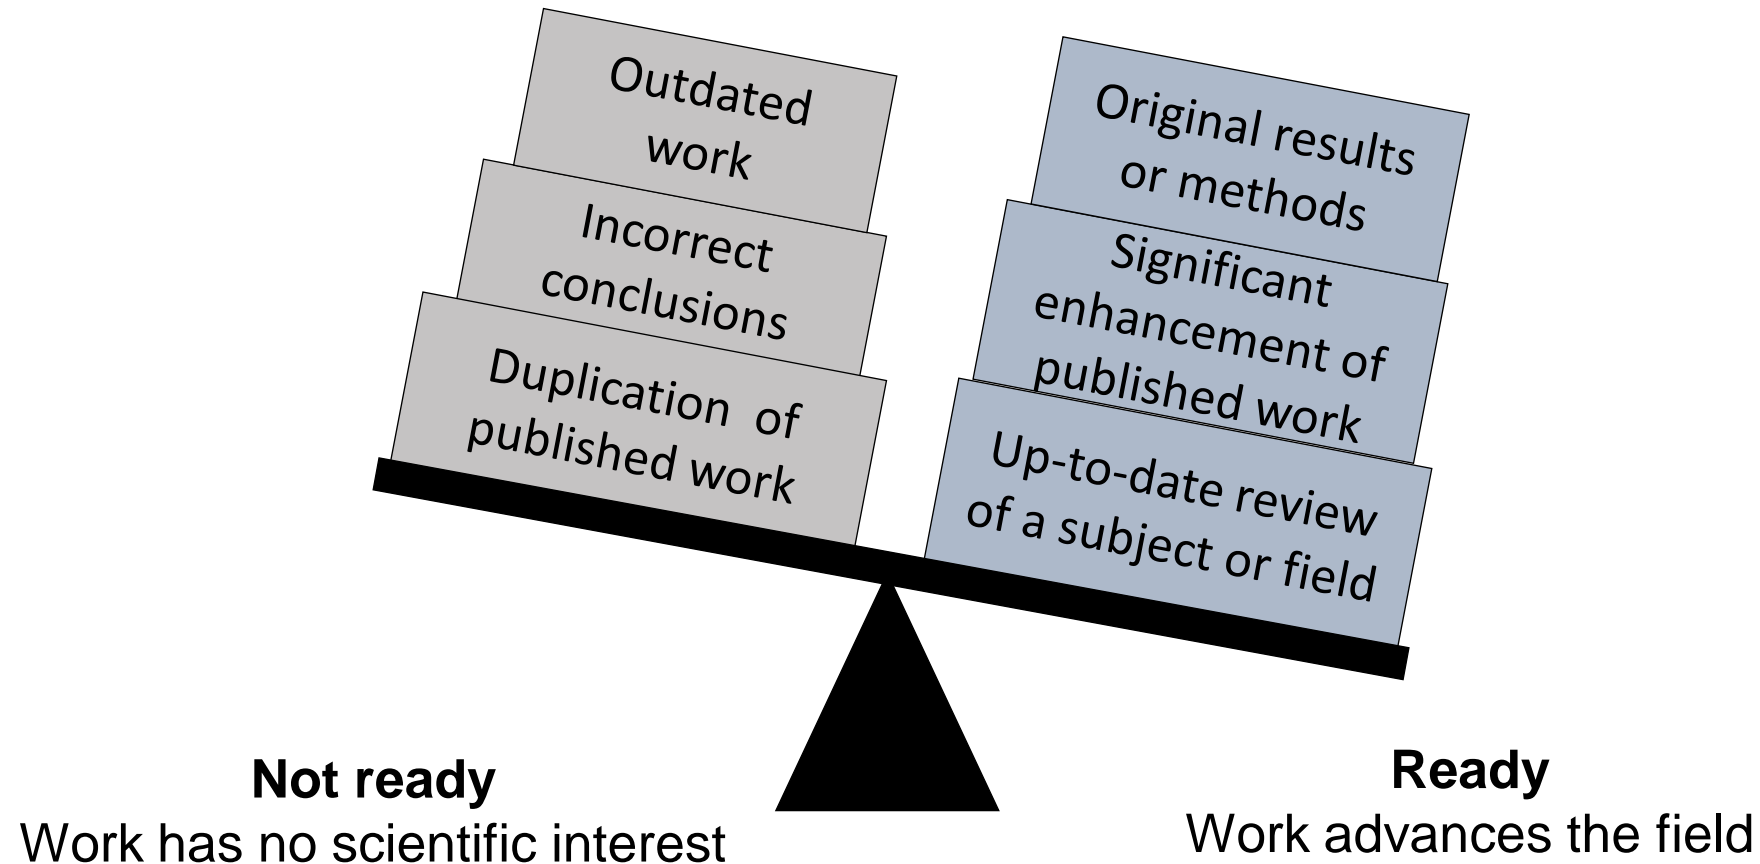 Outdated
work
Incorrect
conclusions
Duplication of
published work
Original results
or methods
Significant
enhancement of
published work
Up-to-date review
of a subject or field
Not ready
Work has no scientific interest
Ready
Work advances the field